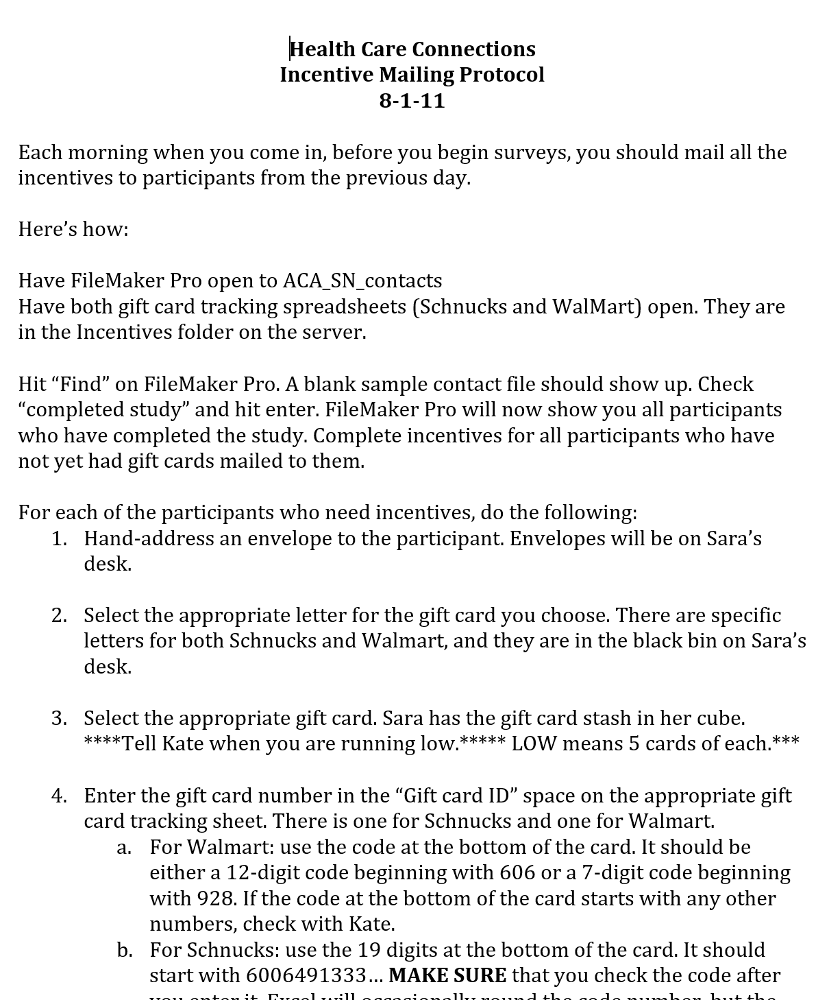 Health Care Connections
Incentive Mailing Protocol
8-1-11
Each morning when you come in, before you begin surveys, you should mail all the
incentives to participants from the previous day.
Here’s how:
Have FileMaker Pro open to ACA_SN_contacts
Have both gift card tracking spreadsheets (Schnucks and WalMart) open. They are
in the Incentives folder on the server.
Hit “Find” on FileMaker Pro. A blank sample contact file should show up. Check
“completed study” and hit enter. FileMaker Pro will now show you all participants
who have completed the study. Complete incentives for all participants who have
not yet had gift cards mailed to them.
For each of the participants who need incentives, do the following:
1. Hand-address an envelope to the participant. Envelopes will be on Sara’s
desk.
2. Select the appropriate letter for the gift card you choose. There are specific
letters for both Schnucks and Walmart, and they are in the black bin on Sara’s
desk.
3. Select the appropriate gift card. Sara has the gift card stash in her cube.
****Tell Kate when you are running low.***** LOW means 5 cards of each.***
4. Enter the gift card number in the “Gift card ID” space on the appropriate gift
card tracking sheet. There is one for Schnucks and one for Walmart.
a. For Walmart: use the code at the bottom of the card. It should be
either a 12-digit code beginning with 606 or a 7-digit code beginning
with 928. If the code at the bottom of the card starts with any other
numbers, check with Kate.
b. For Schnucks: use the 19 digits at the bottom of the card. It should
start with 6006491333… MAKE SURE that you check the code after
you enter it. Excel will occasionally round the code number, but the